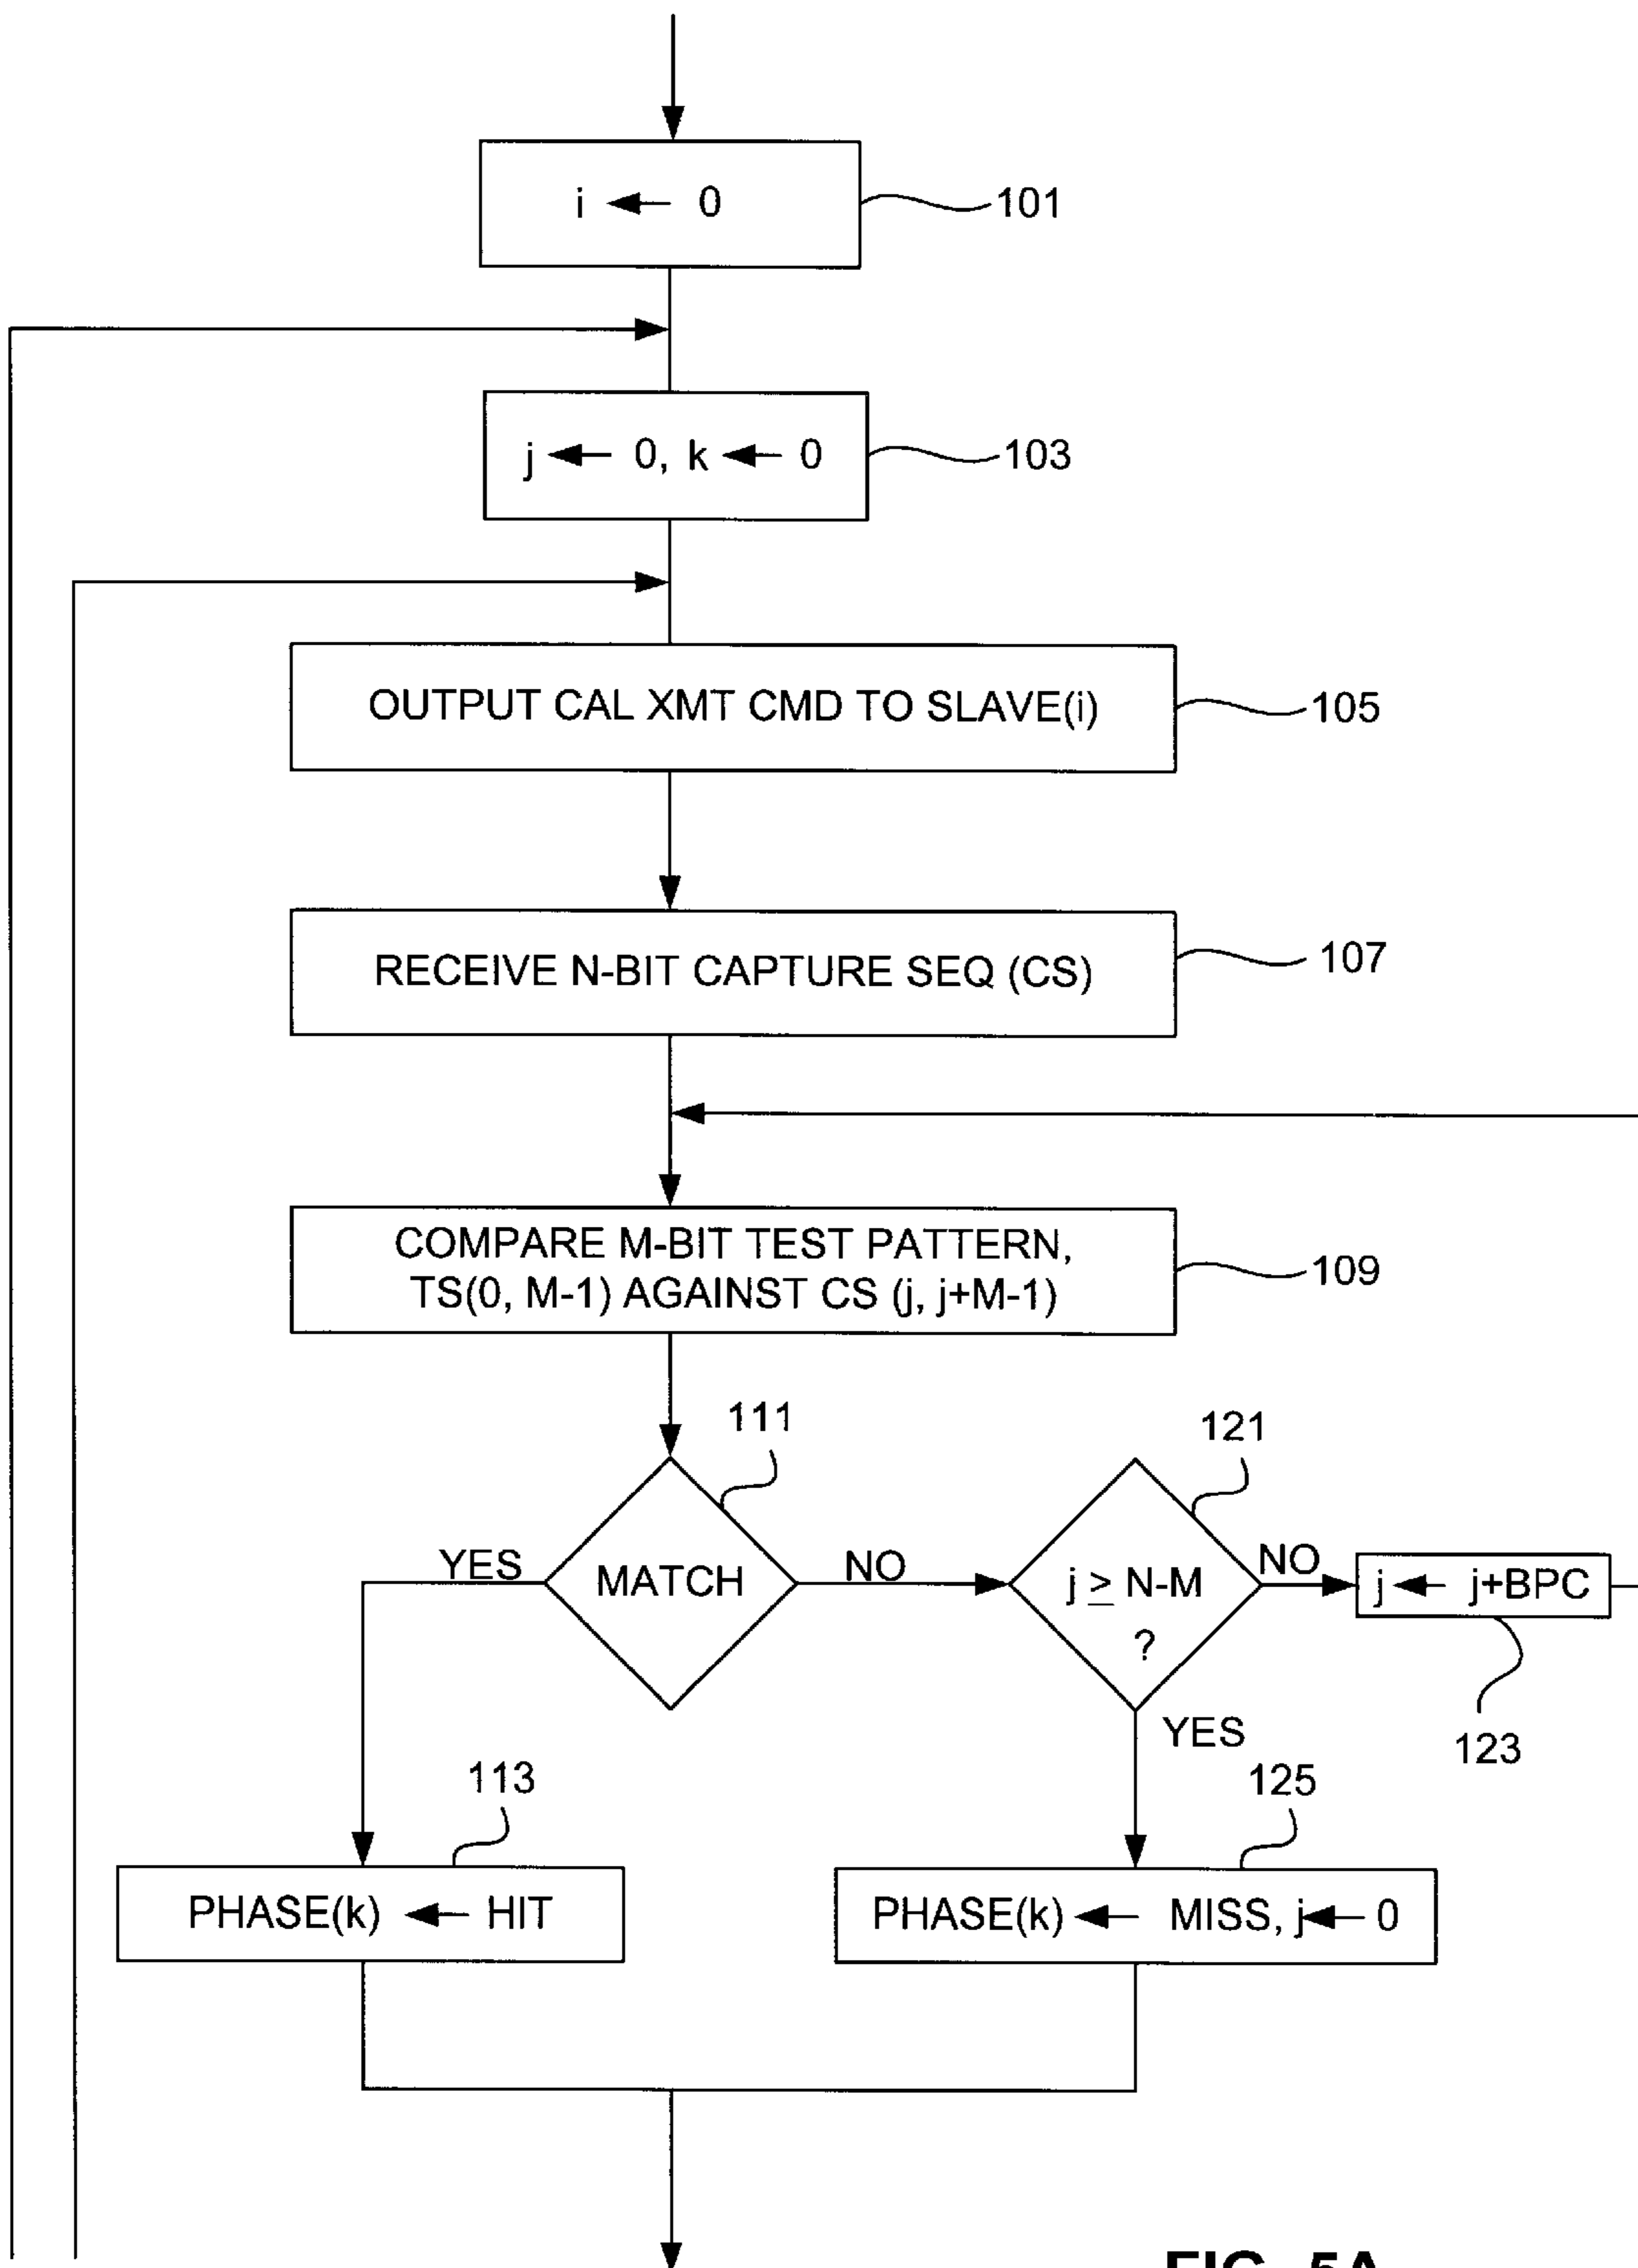 i ← 0
101
j ← 0, k ← 0
103
OUTPUT CAL XMT CMD TO SLAVE(i)
105
RECEIVE N-BIT CAPTURE SEQ (CS)
107
COMPARE M-BIT TEST PATTERN,
TS(0, M-1) AGAINST CS (j, j+M-1)
109
111
121
YES
MATCH
NO
j ≥ N-M
?
NO
j ← j+BPC
YES
123
113
125
PHASE(k) ← HIT
PHASE(k) ← MISS, j ← 0
FIG. 5A